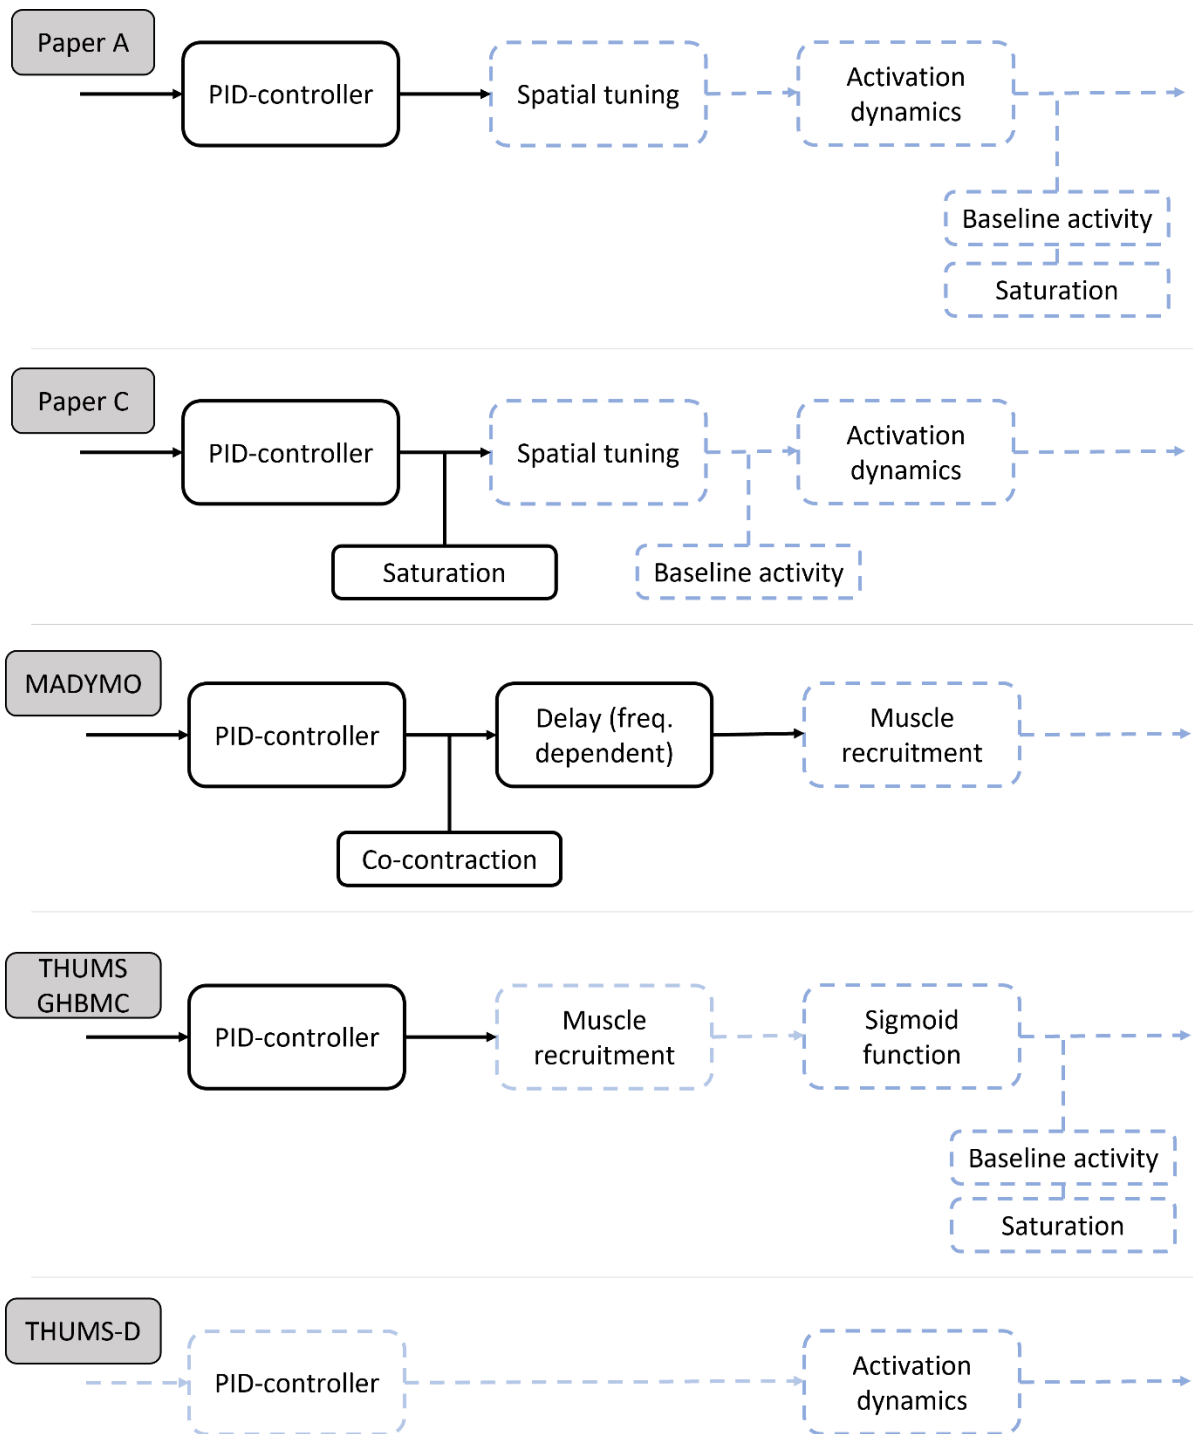 Paper A
PID-controller
Spatial tuning
Activation
dynamics
Baseline activity
Saturation
Paper C
PID-controller
Spatial tuning
Activation
dynamics
Saturation
Baseline activity
MADYMO
PID-controller
Delay (freq.
dependent)
Muscle
recruitment
Co-contraction
THUMS
GHBMC
PID-controller
Muscle
recruitment
Sigmoid
function
Baseline activity
Saturation
THUMS-D
PID-controller
Activation
dynamics